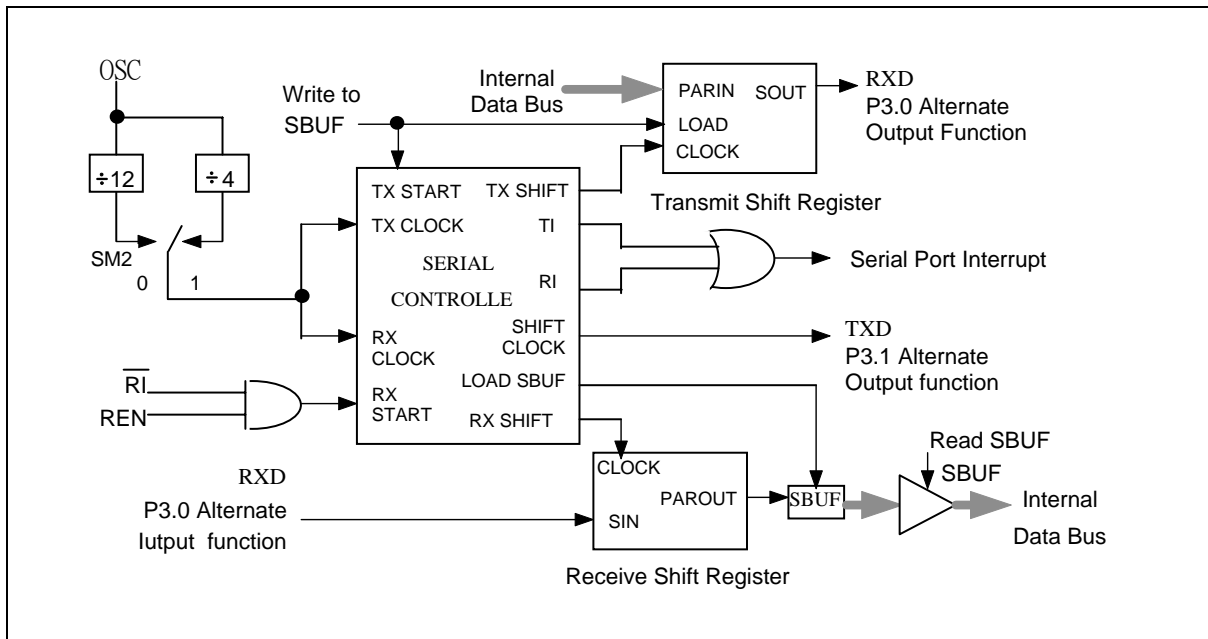 OSC
÷12
÷4
SM2
0 1
Write to
SBUF
Internal
Data Bus
PARIN
SOUT
LOAD
CLOCK
RXD
P3.0 Alternate
Output Function
Transmit Shift Register
TX START
TX SHIFT
TX CLOCK
TI
SERIAL
RI
CONTROLLE
SHIFT
CLOCK
RX
CLOCK
LOAD SBUF
RX
START
RX SHIFT
Serial Port Interrupt
TXD
P3.1 Alternate
Output function
R̅I̅
REN
RXD
P3.0 Alternate
Iutput function
CLOCK
PAROUT
SIN
Receive Shift Register
SBUF
Read SBUF
SBUF
Internal
Data Bus